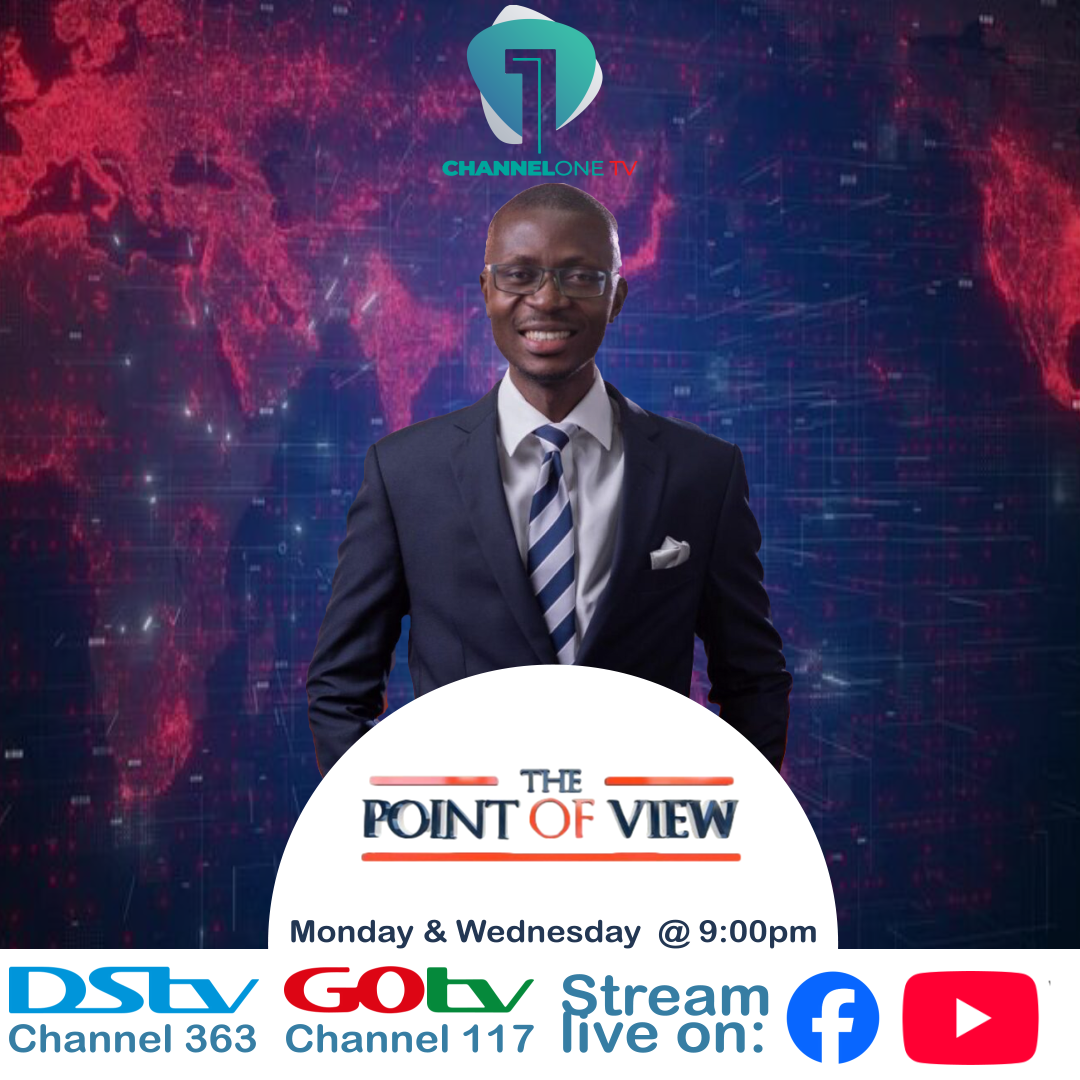 1
CHANNELONE TV
THE
POINT OF VIEW
Monday & Wednesday @ 9:00pm
DStv
Channel 363
GOtv
Channel 117
Stream
live on:
f